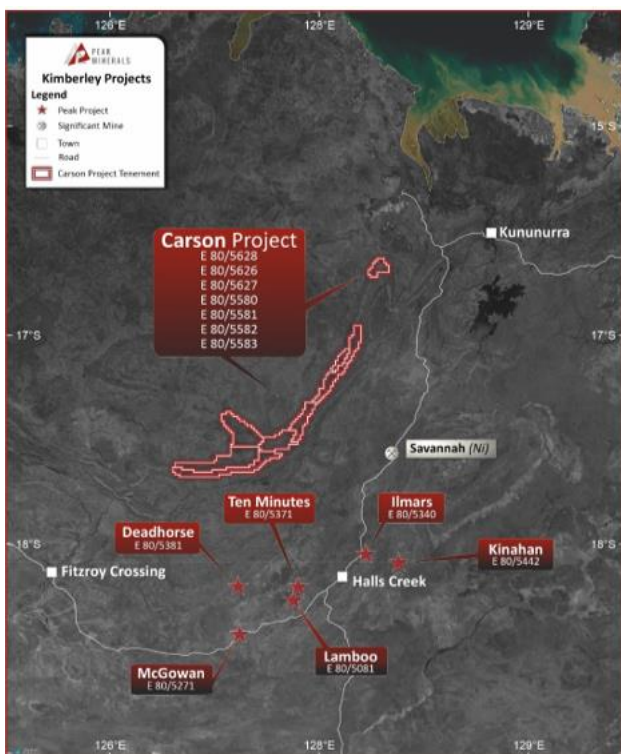 126°E
128°E
129°E
PEAK
MINERALS
Kimberley Projects
Legend
Peak Project
Significant Mine
Town
Road
Carson Project Tenement
15°S
Kununurra
Carson Project
E 80/5628
E 80/5626
E 80/5627
E 80/5580
E 80/5581
E 80/5582
E 80/5583
17°S
17°S
Savannah (Ni)
Ten Minutes
E 80/5371
Ilmars
E 80/5340
Deadhorse
E 80/5381
Kinahan
E 80/5442
18°S
18°S
Fitzroy Crossing
Halls Creek
McGowan
E 80/5271
Lamboo
E 80/5081
126°E
128°E
129°E